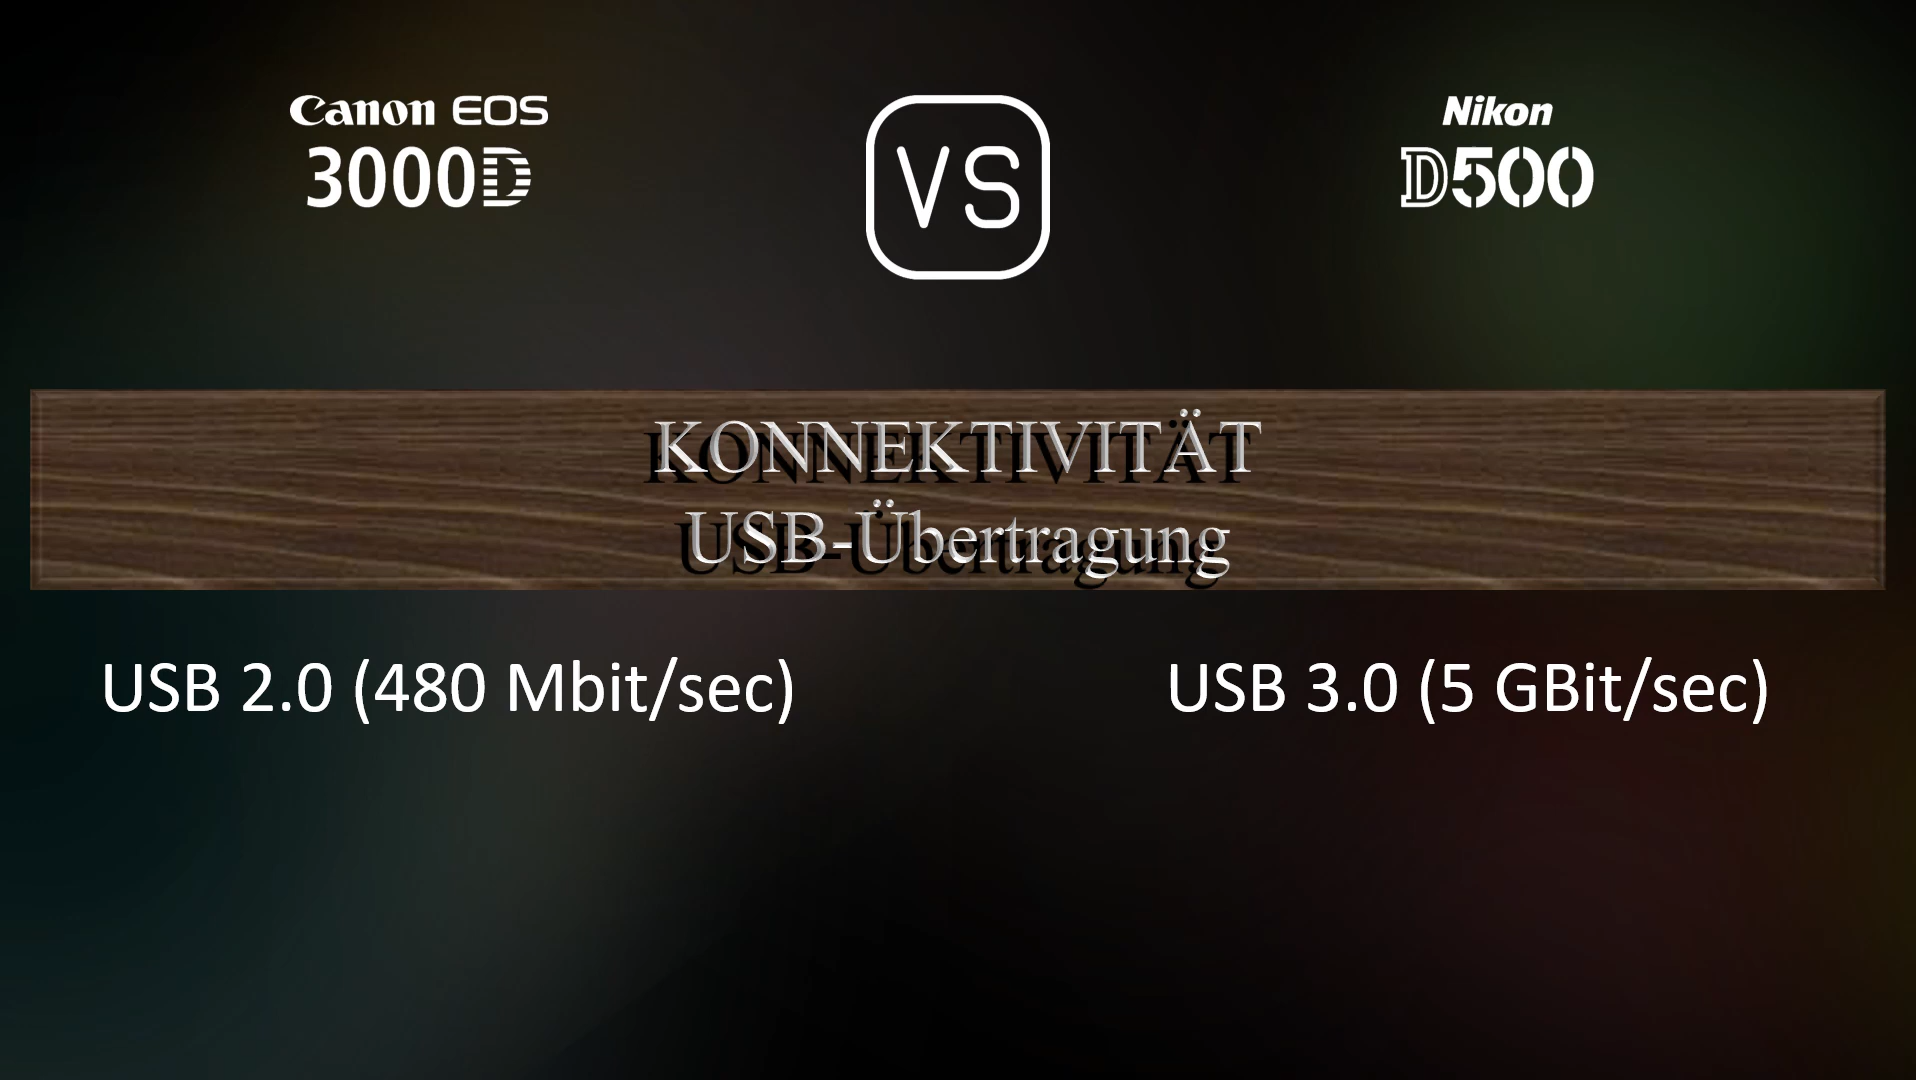 Canon EOS
3000D
VS
Nikon
D500
KONNEKTIVITÄT
USB-Übertragung
USB 2.0 (480 Mbit/sec)
USB 3.0 (5 GBit/sec)